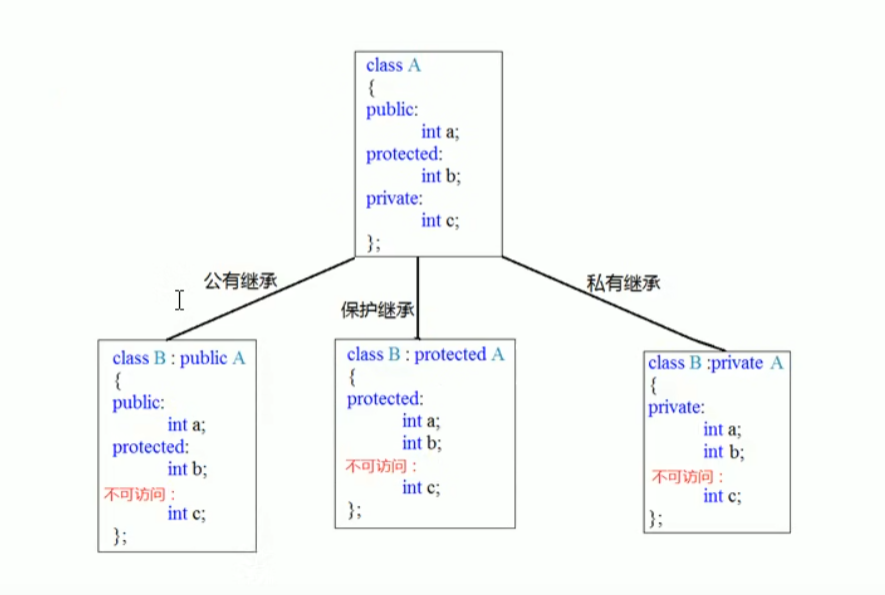 class A
{
public:
int a;
protected:
int b;
private:
int c;
};
公有继承
保护继承
私有继承
class B : public A
{
public:
int a;
protected:
int b;
不可访问：
int c;
};
class B : protected A
{
protected:
int a;
int b;
不可访问：
int c;
};
class B :private A
{
private:
int a;
int b;
不可访问：
int c;
};